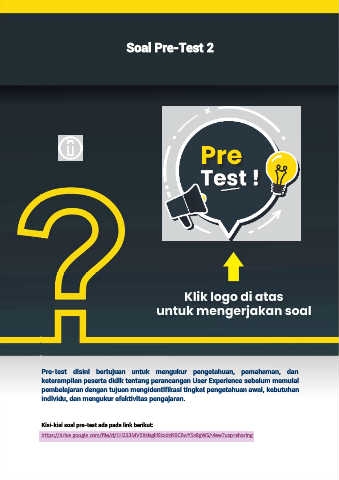 Soal Pre-Test 2
Pre
Test !
Klik logo di atas
untuk mengerjakan soal
Pre-test disini bertujuan untuk mengukur pengetahuan, pemahaman, dan
keterampilan peserta didik tentang perancangan User Experience sebelum memulai
pembelajaran dengan tujuan mengidentifikasi tingkat pengetahuan awal, kebutuhan
individu, dan mengukur efektivitas pengajaran.
Kisi-kisi soal pre-test ada pada link berikut: